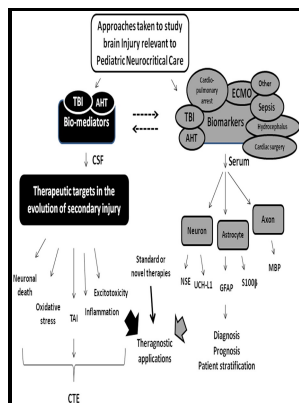 Approaches taken to study
brain Injury relevant to
Pediatric Neurocritical Care
TBI
AHT
Bio-mediators
Cardio-
pulmonary
arrest
ECMO
Other
Sepsis
Hydrocephalus
Cardiac surgery
TBI
AHT
Biomarkers
CSF
Serum
Therapeutic targets in the
evolution of secondary injury
Neuron
Astrocyte
Axon
Neuronal
death
Oxidative
stress
TAI
Inflammation
Excitotoxicity
Standard or
novel therapies
NSE
UCH-L1
GFAP
S100β
MBP
Theragnostic
applications
Diagnosis
Prognosis
Patient stratification
CTE